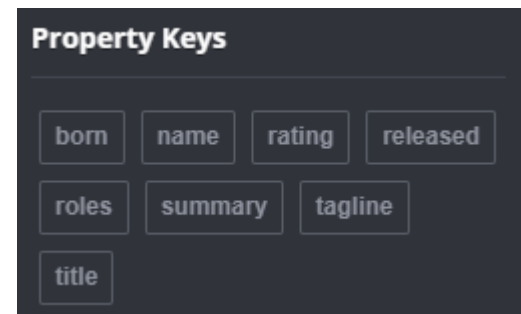 Property Keys
born name rating released
roles summary tagline
title